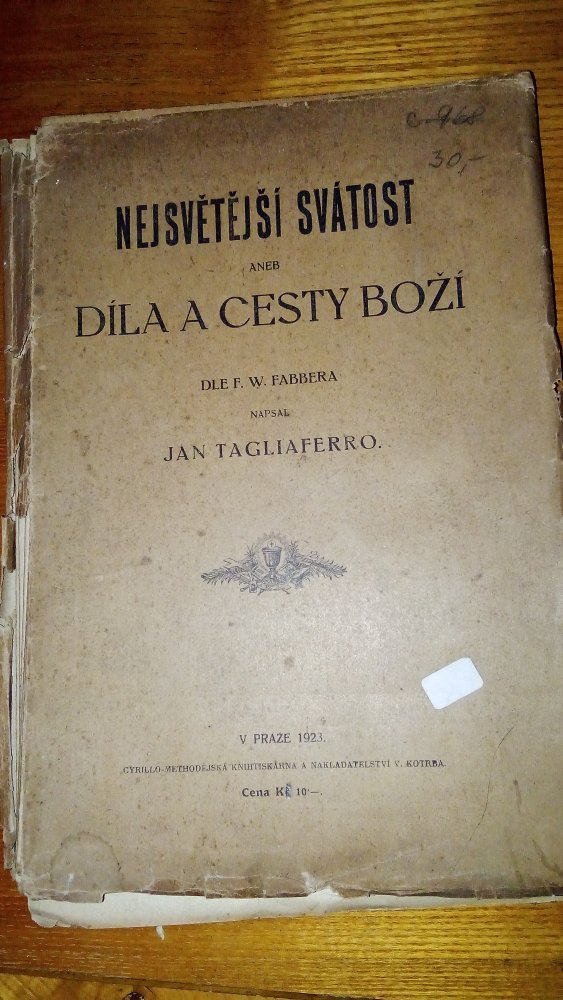 c-968
30,-
NEJSVĚTĚJŠÍ SVÁTOST
ANEB
DÍLA A CESTY BOŽÍ
DLE F. W. FABBERA
NAPSAL
JAN TAGLIAFERRO.
V PRAZE 1923.
CYRILLO-METHODĚJSKÁ KNIHTISKÁRNA A NAKLADATELSTVÍ V. KOTRBA.
Cena Kč 10·—.